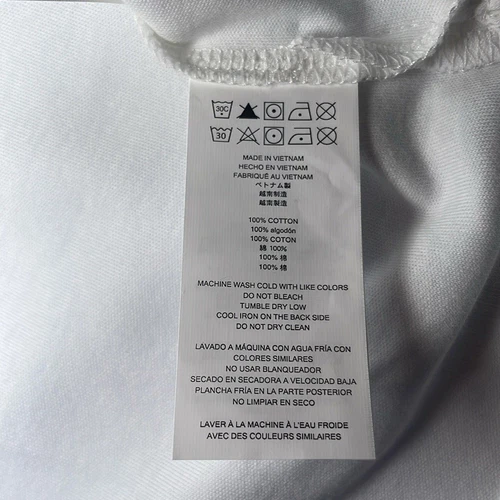 30C
30
MADE IN VIETNAM
HECHO EN VIETNAM
FABRIQUÉ AU VIETNAM
ベトナム製
越南制造
越南製造
100% COTTON
100% algodón
100% COTON
綿 100%
100% 棉
100% 棉
MACHINE WASH COLD WITH LIKE COLORS
DO NOT BLEACH
TUMBLE DRY LOW
COOL IRON ON THE BACK SIDE
DO NOT DRY CLEAN
LAVADO A MÁQUINA CON AGUA FRÍA CON
COLORES SIMILARES
NO USAR BLANQUEADOR
SECADO EN SECADORA A VELOCIDAD BAJA
PLANCHA FRÍA EN LA PARTE POSTERIOR
NO LIMPIAR EN SECO
LAVER À LA MACHINE À L'EAU FROIDE
AVEC DES COULEURS SIMILAIRES